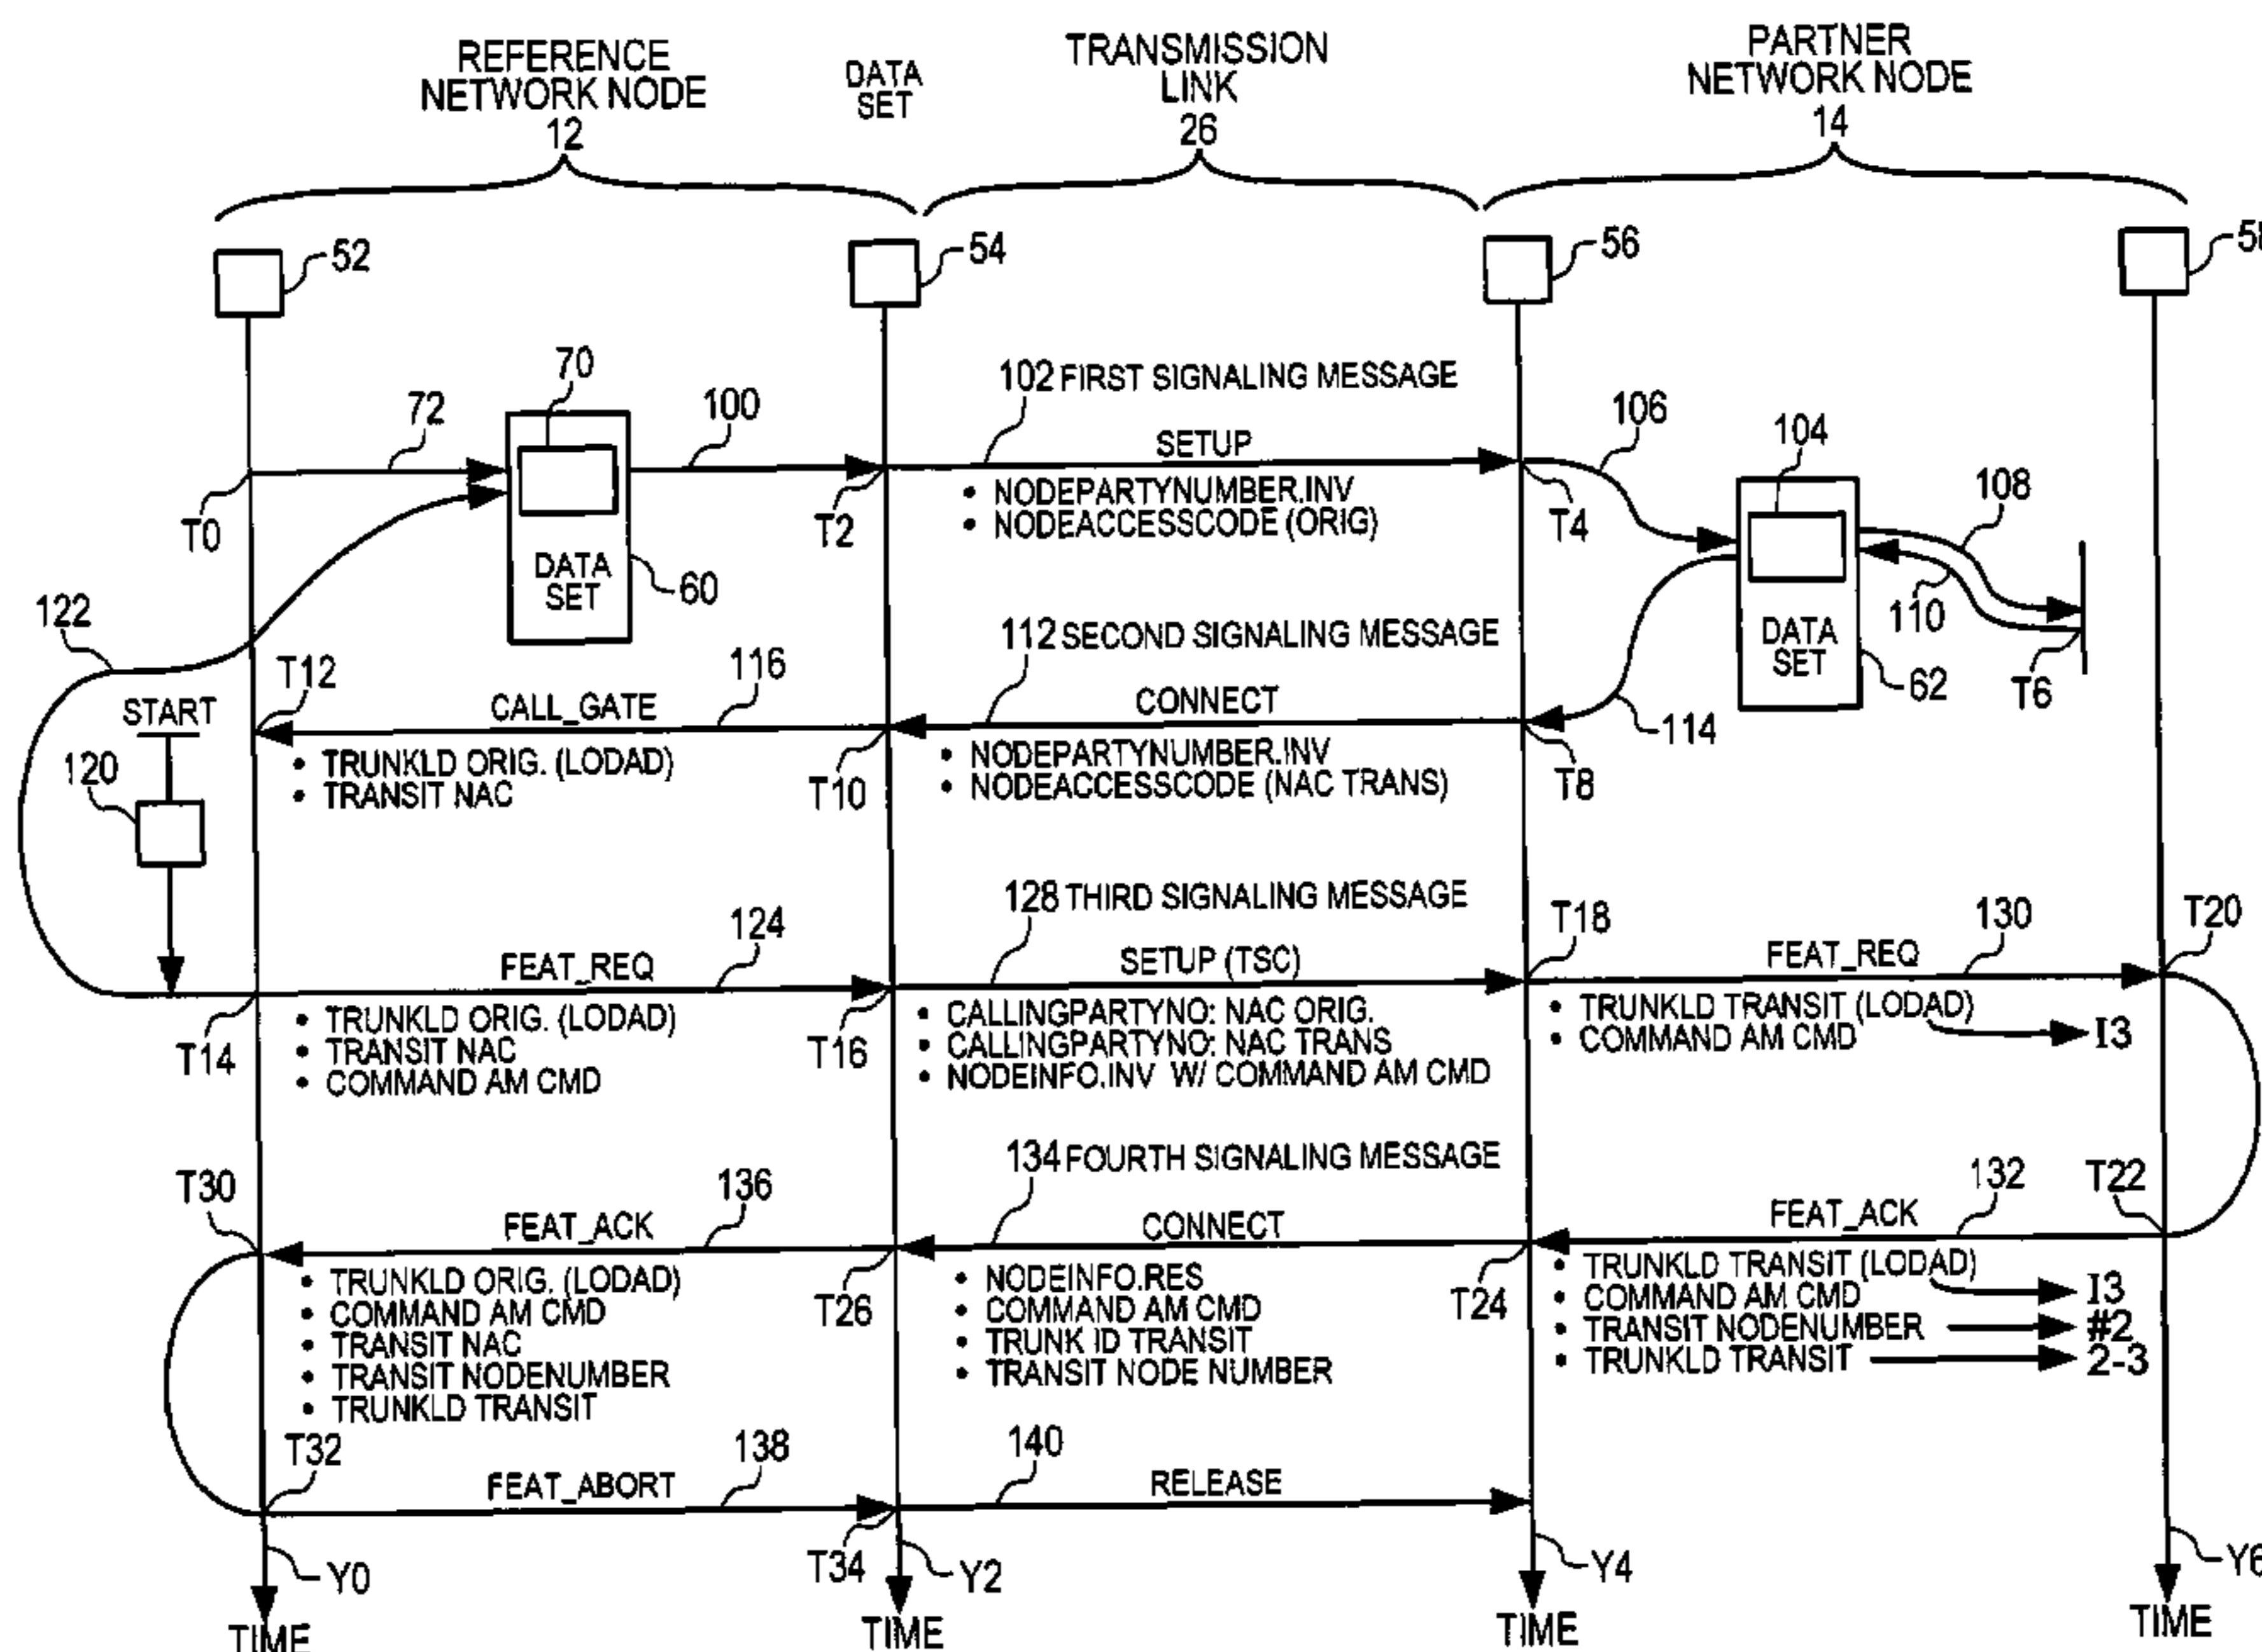 REFERENCE
NETWORK NODE
12
DATA
SET
TRANSMISSION
LINK
26
PARTNER
NETWORK NODE
14
52
54
56
70
72
100
102 FIRST SIGNALING MESSAGE
SETUP
• NODEPARTYNUMBER.INV
• NODEACCESSCODE (ORIG)
106
104
108
T0
T2
T4
DATA
SET
60
110
DATA
SET
62
T6
122
112 SECOND SIGNALING MESSAGE
T12
116
CALL_GATE
CONNECT
114
START
• TRUNKLD ORIG. (LODAD)
• TRANSIT NAC
120
T10
• NODEPARTYNUMBER.INV
• NODEACCESSCODE (NAC TRANS)
T8
128 THIRD SIGNALING MESSAGE
124
T18
130
T20
FEAT_REQ
SETUP (TSC)
FEAT_REQ
T14
• TRUNKLD ORIG. (LODAD)
• TRANSIT NAC
• COMMAND AM CMD
T16
• CALLINGPARTYNO: NAC ORIG.
• CALLINGPARTYNO: NAC TRANS
• NODEINFO.INV W/ COMMAND AM CMD
• TRUNKLD TRANSIT (LODAD)
• COMMAND AM CMD
I3
134 FOURTH SIGNALING MESSAGE
T30
136
132
T22
FEAT_ACK
CONNECT
FEAT_ACK
• TRUNKLD ORIG. (LODAD)
• COMMAND AM CMD
• TRANSIT NAC
• TRANSIT NODENUMBER
• TRUNKLD TRANSIT
T26
• NODEINFO.RES
• COMMAND AM CMD
• TRUNK ID TRANSIT
• TRANSIT NODE NUMBER
T24
• TRUNKLD TRANSIT (LODAD)
• COMMAND AM CMD
I3
• TRANSIT NODENUMBER
#2
• TRUNKLD TRANSIT
2-3
T32
138
140
FEAT_ABORT
RELEASE
T34
Y0
Y2
Y4
Y6
TIME
TIME
TIME
TIME